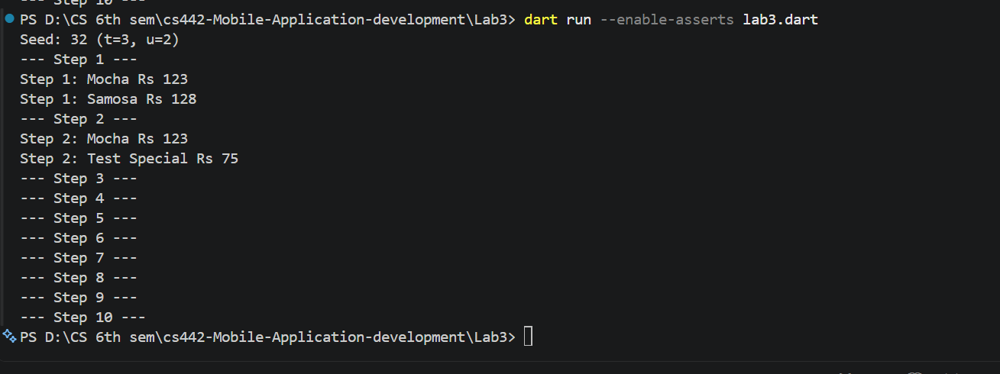 --- Step 10 ---
PS D:\CS 6th sem\cs442-Mobile-Application-development\Lab3> dart run --enable-asserts lab3.dart
Seed: 32 (t=3, u=2)
--- Step 1 ---
Step 1: Mocha Rs 123
Step 1: Samosa Rs 128
--- Step 2 ---
Step 2: Mocha Rs 123
Step 2: Test Special Rs 75
--- Step 3 ---
--- Step 4 ---
--- Step 5 ---
--- Step 6 ---
--- Step 7 ---
--- Step 8 ---
--- Step 9 ---
--- Step 10 ---
PS D:\CS 6th sem\cs442-Mobile-Application-development\Lab3>